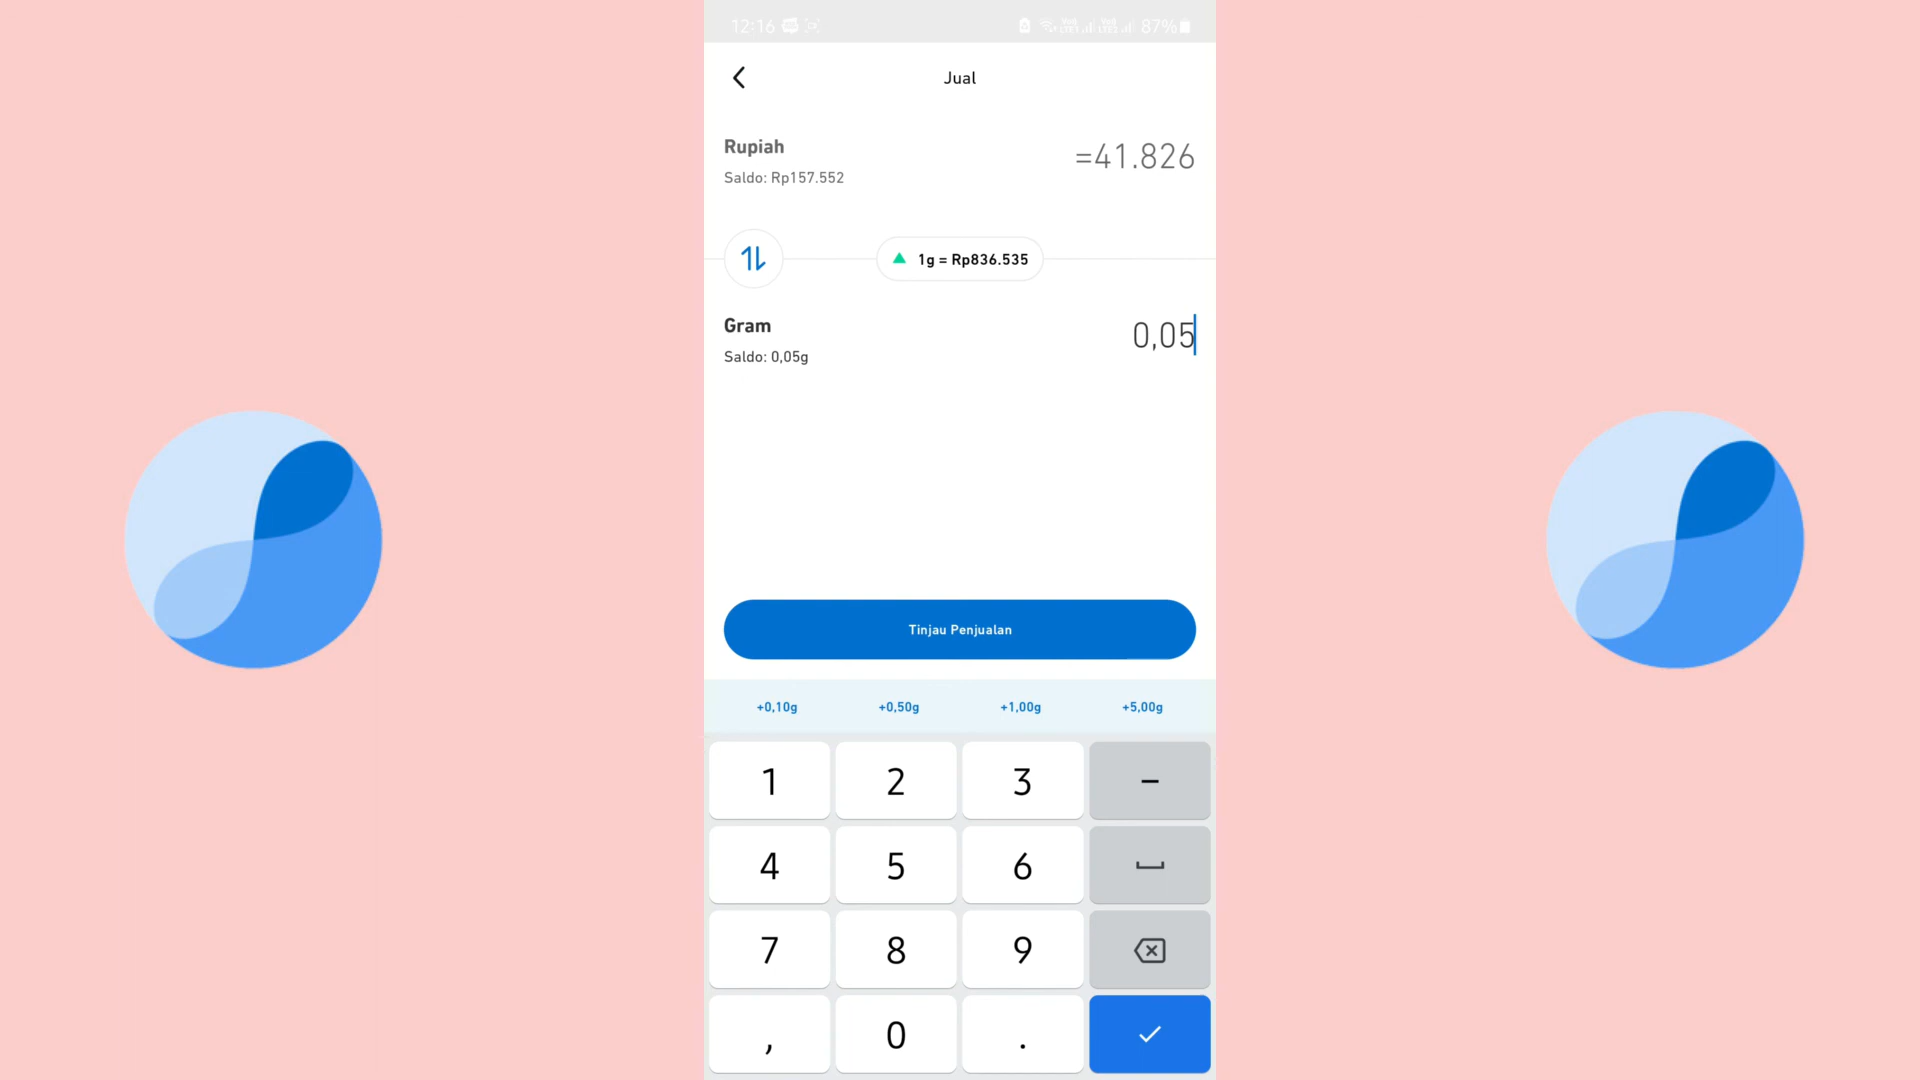 12:16
87%
Jual
Rupiah
=41.826
Saldo: Rp157.552
1g = Rp836.535
Gram
0,05
Saldo: 0,05g
Tinjau Penjualan
+0,10g +0,50g +1,00g +5,00g
1 2 3 –
4 5 6
7 8 9
, 0 .